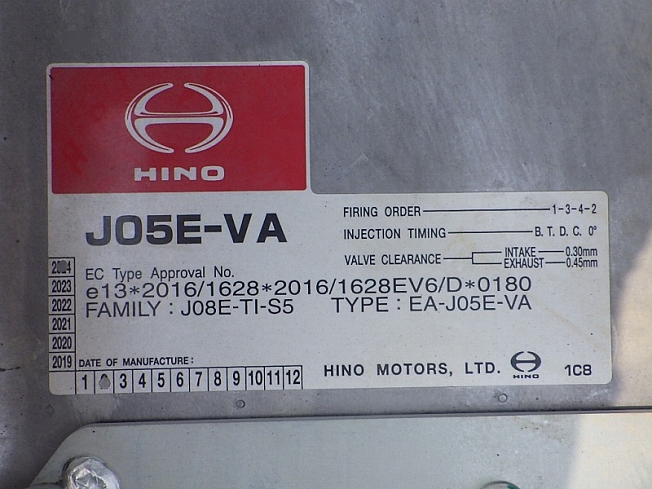 HINO
J05E-VA
FIRING ORDER 1-3-4-2
INJECTION TIMING B.T.D.C. 0°
VALVE CLEARANCE INTAKE 0.30mm
EXHAUST 0.45mm
EC Type Approval No.
e13*2016/1628*2016/1628EV6/D*0180
FAMILY : J08E-TI-S5 TYPE : EA-J05E-VA
2024
2023
2022
2021
2020
2019
DATE OF MANUFACTURE:
1 3 4 5 6 7 8 9 10 11 12
HINO MOTORS, LTD. HINO 1C8